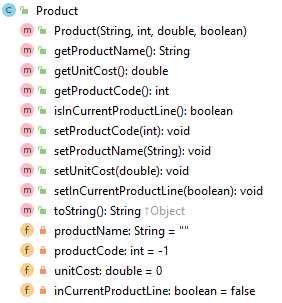 C Product
m Product(String, int, double, boolean)
m getProductName(): String
m getUnitCost(): double
m getProductCode(): int
m isInCurrentProductLine(): boolean
m setProductCode(int): void
m setProductName(String): void
m setUnitCost(double): void
m setInCurrentProductLine(boolean): void
m toString(): String ↑Object
f productName: String = ""
f productCode: int = -1
f unitCost: double = 0
f inCurrentProductLine: boolean = false